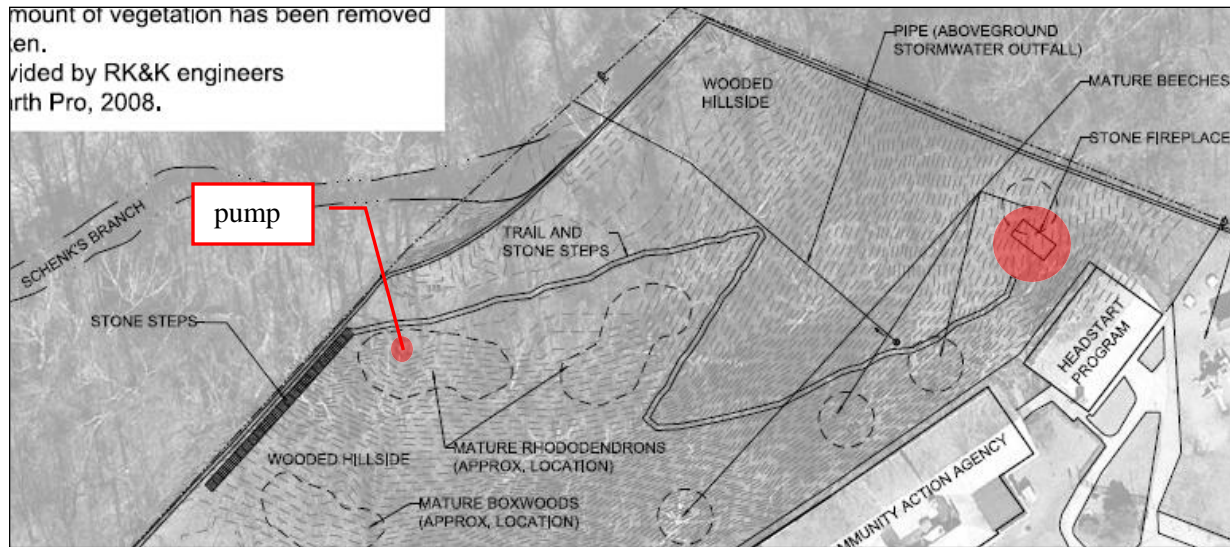 mount of vegetation has been removed
ken.
vided by RK&K engineers
arth Pro, 2008.
PIPE (ABOVEGROUND
STORMWATER OUTFALL)
WOODED
HILLSIDE
MATURE BEECHES
STONE FIREPLACE
pump
SCHENK'S BRANCH
TRAIL AND
STONE STEPS
STONE STEPS
HEADSTART
PROGRAM
MATURE RHODODENDRONS
(APPROX. LOCATION)
WOODED HILLSIDE
MATURE BOXWOODS
(APPROX. LOCATION)
MMUNITY ACTION AGENCY